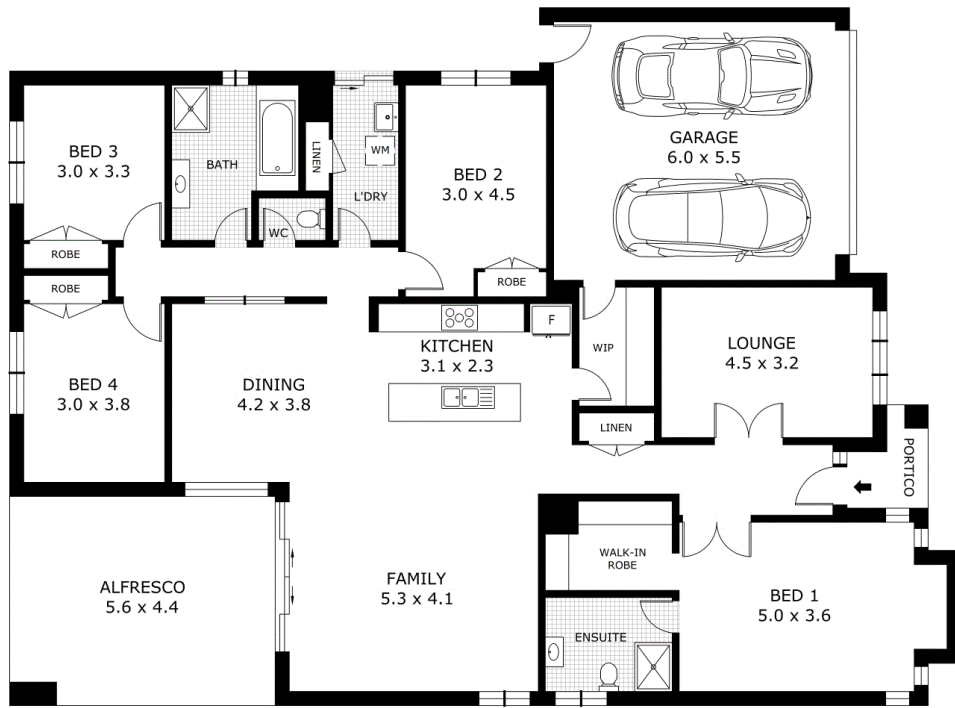 GARAGE
6.0 x 5.5
BED 3
3.0 x 3.3
BATH
LINEN
WM
L'DRY
BED 2
3.0 x 4.5
WC
ROBE
ROBE
ROBE
F
KITCHEN
3.1 x 2.3
WIP
LOUNGE
4.5 x 3.2
BED 4
3.0 x 3.8
DINING
4.2 x 3.8
LINEN
PORTICO
WALK-IN
ROBE
ALFRESCO
5.6 x 4.4
FAMILY
5.3 x 4.1
BED 1
5.0 x 3.6
ENSUITE